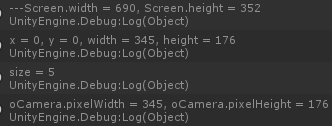 ---Screen.width = 690, Screen.height = 352
UnityEngine.Debug:Log(Object)
x = 0, y = 0, width = 345, height = 176
UnityEngine.Debug:Log(Object)
size = 5
UnityEngine.Debug:Log(Object)
oCamera.pixelWidth = 345, oCamera.pixelHeight = 176
UnityEngine.Debug:Log(Object)